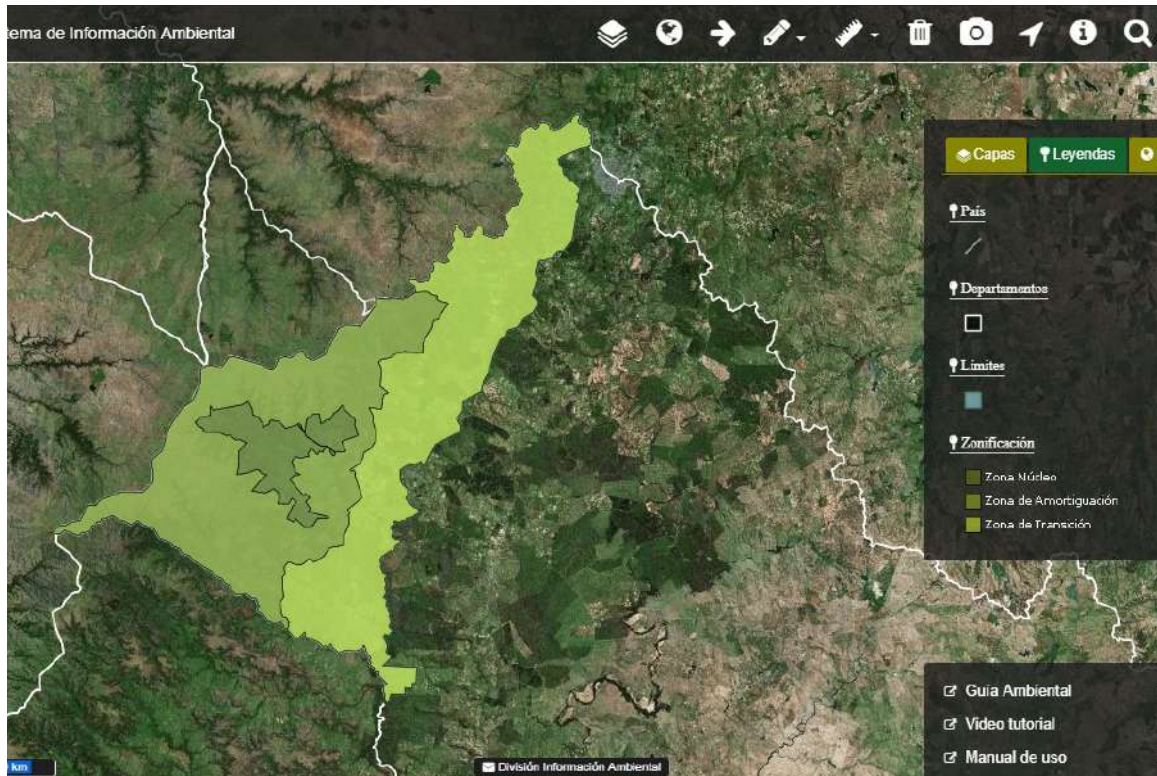 tema de Información Ambiental
Capas
Leyendas
País
Departamentos
Límites
Zonificación
Zona Núcleo
Zona de Amortiguación
Zona de Transición
Guía Ambiental
Video tutorial
Manual de uso
km
División Información Ambiental